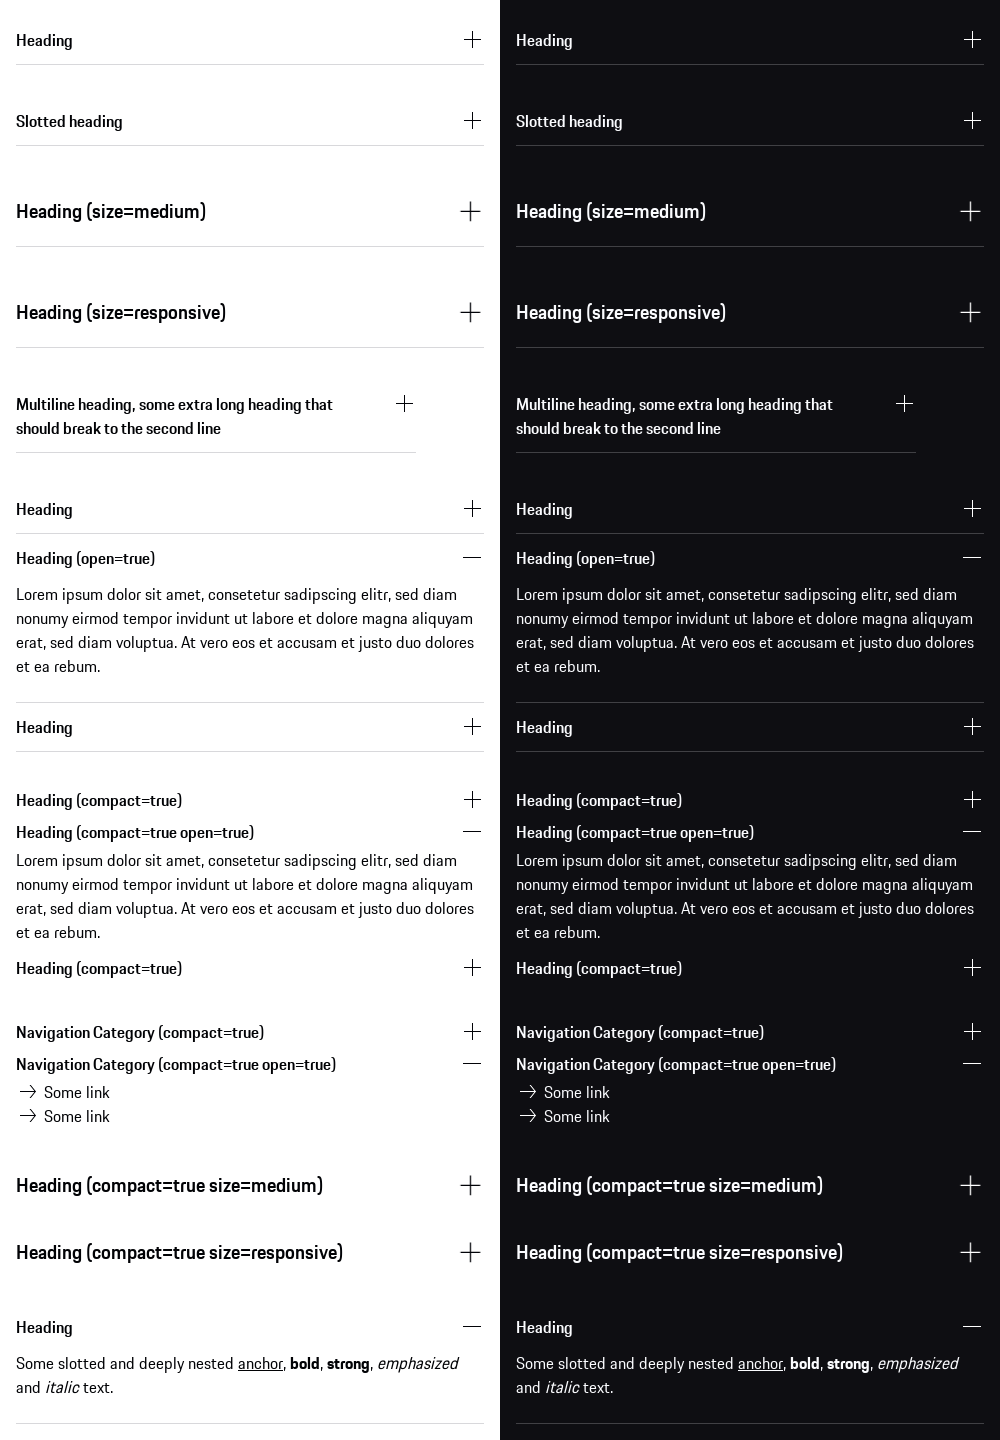 Heading
Slotted heading
Heading (size=medium)
Heading (size=responsive)
Multiline heading, some extra long heading that
should break to the second line
Heading
Heading (open=true)
Lorem ipsum dolor sit amet, consetetur sadipscing elitr, sed diam
nonumy eirmod tempor invidunt ut labore et dolore magna aliquyam
erat, sed diam voluptua. At vero eos et accusam et justo duo dolores
et ea rebum.
Heading
Heading (compact=true)
Heading (compact=true open=true)
Lorem ipsum dolor sit amet, consetetur sadipscing elitr, sed diam
nonumy eirmod tempor invidunt ut labore et dolore magna aliquyam
erat, sed diam voluptua. At vero eos et accusam et justo duo dolores
et ea rebum.
Heading (compact=true)
Navigation Category (compact=true)
Navigation Category (compact=true open=true)
Some link
Some link
Heading (compact=true size=medium)
Heading (compact=true size=responsive)
Heading
Some slotted and deeply nested anchor, bold, strong, emphasized
and italic text.
Heading
Slotted heading
Heading (size=medium)
Heading (size=responsive)
Multiline heading, some extra long heading that
should break to the second line
Heading
Heading (open=true)
Lorem ipsum dolor sit amet, consetetur sadipscing elitr, sed diam
nonumy eirmod tempor invidunt ut labore et dolore magna aliquyam
erat, sed diam voluptua. At vero eos et accusam et justo duo dolores
et ea rebum.
Heading
Heading (compact=true)
Heading (compact=true open=true)
Lorem ipsum dolor sit amet, consetetur sadipscing elitr, sed diam
nonumy eirmod tempor invidunt ut labore et dolore magna aliquyam
erat, sed diam voluptua. At vero eos et accusam et justo duo dolores
et ea rebum.
Heading (compact=true)
Navigation Category (compact=true)
Navigation Category (compact=true open=true)
Some link
Some link
Heading (compact=true size=medium)
Heading (compact=true size=responsive)
Heading
Some slotted and deeply nested anchor, bold, strong, emphasized
and italic text.